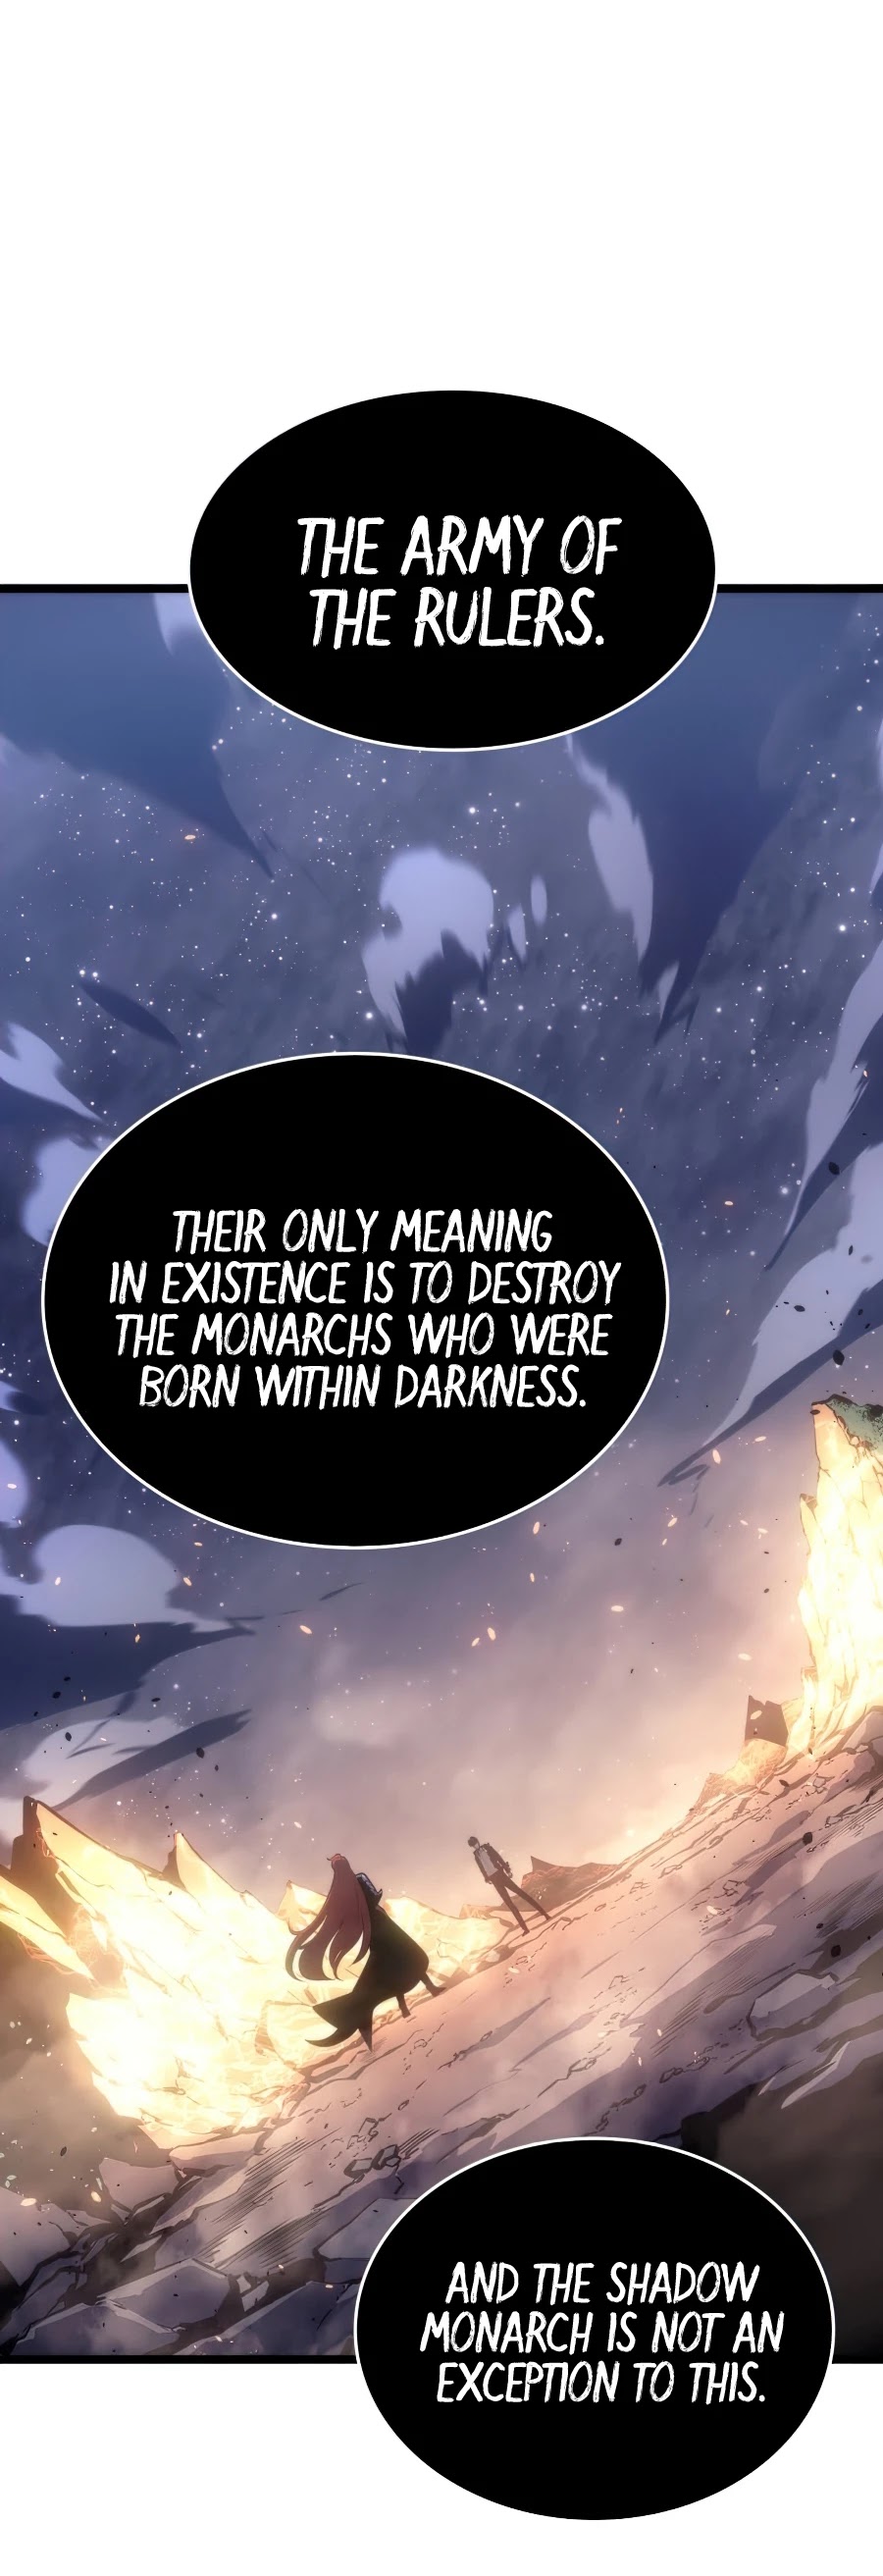 THE ARMY OF
THE RULERS.
THEIR ONLY MEANING
IN EXISTENCE IS TO DESTROY
THE MONARCHS WHO WERE
BORN WITHIN DARKNESS.
AND THE SHADOW
MONARCH IS NOT AN
EXCEPTION TO THIS.